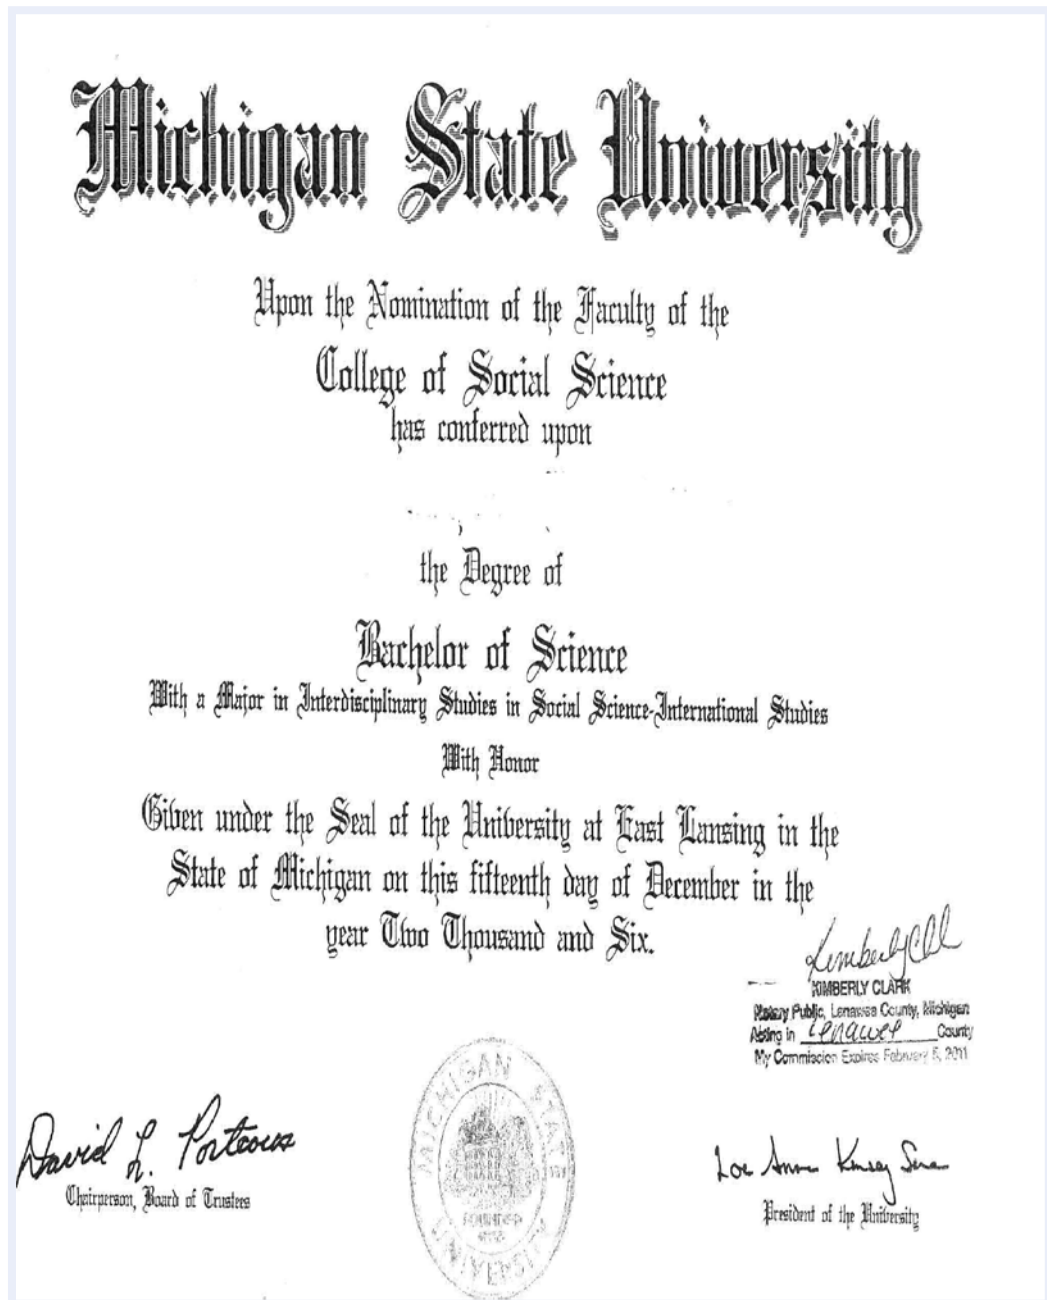 Michigan State University
Upon the Nomination of the Faculty of the
College of Social Science
has conferred upon
the Degree of
Bachelor of Science
With a Major in Interdisciplinary Studies in Social Science-International Studies
With Honor
Given under the Seal of the University at East Lansing in the
State of Michigan on this fifteenth day of December in the
year Two Thousand and Six.
Kimberly
KIMBERLY CLARK
Notary Public, Lenawee County, Michigan
Acting in Lenawee County
My Commission Expires February 5, 2011
MICHIGAN STATE
UNIVERSITY
FOUNDED
David L. Porteous
Chairperson, Board of Trustees
Lou Anna Kimsey Simon
President of the University